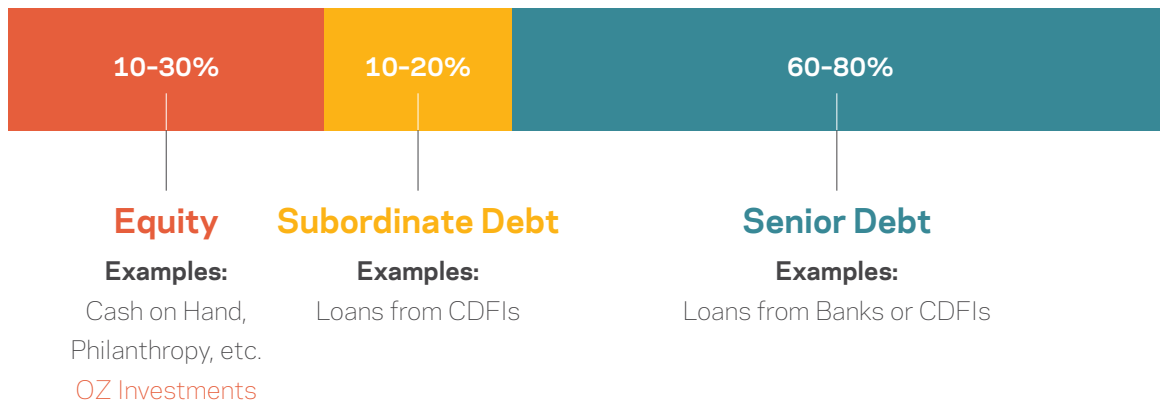 10-30%
10-20%
60-80%
Equity
Subordinate Debt
Senior Debt
Examples:
Cash on Hand,
Philanthropy, etc.
OZ Investments
Examples:
Loans from CDFIs
Examples:
Loans from Banks or CDFIs